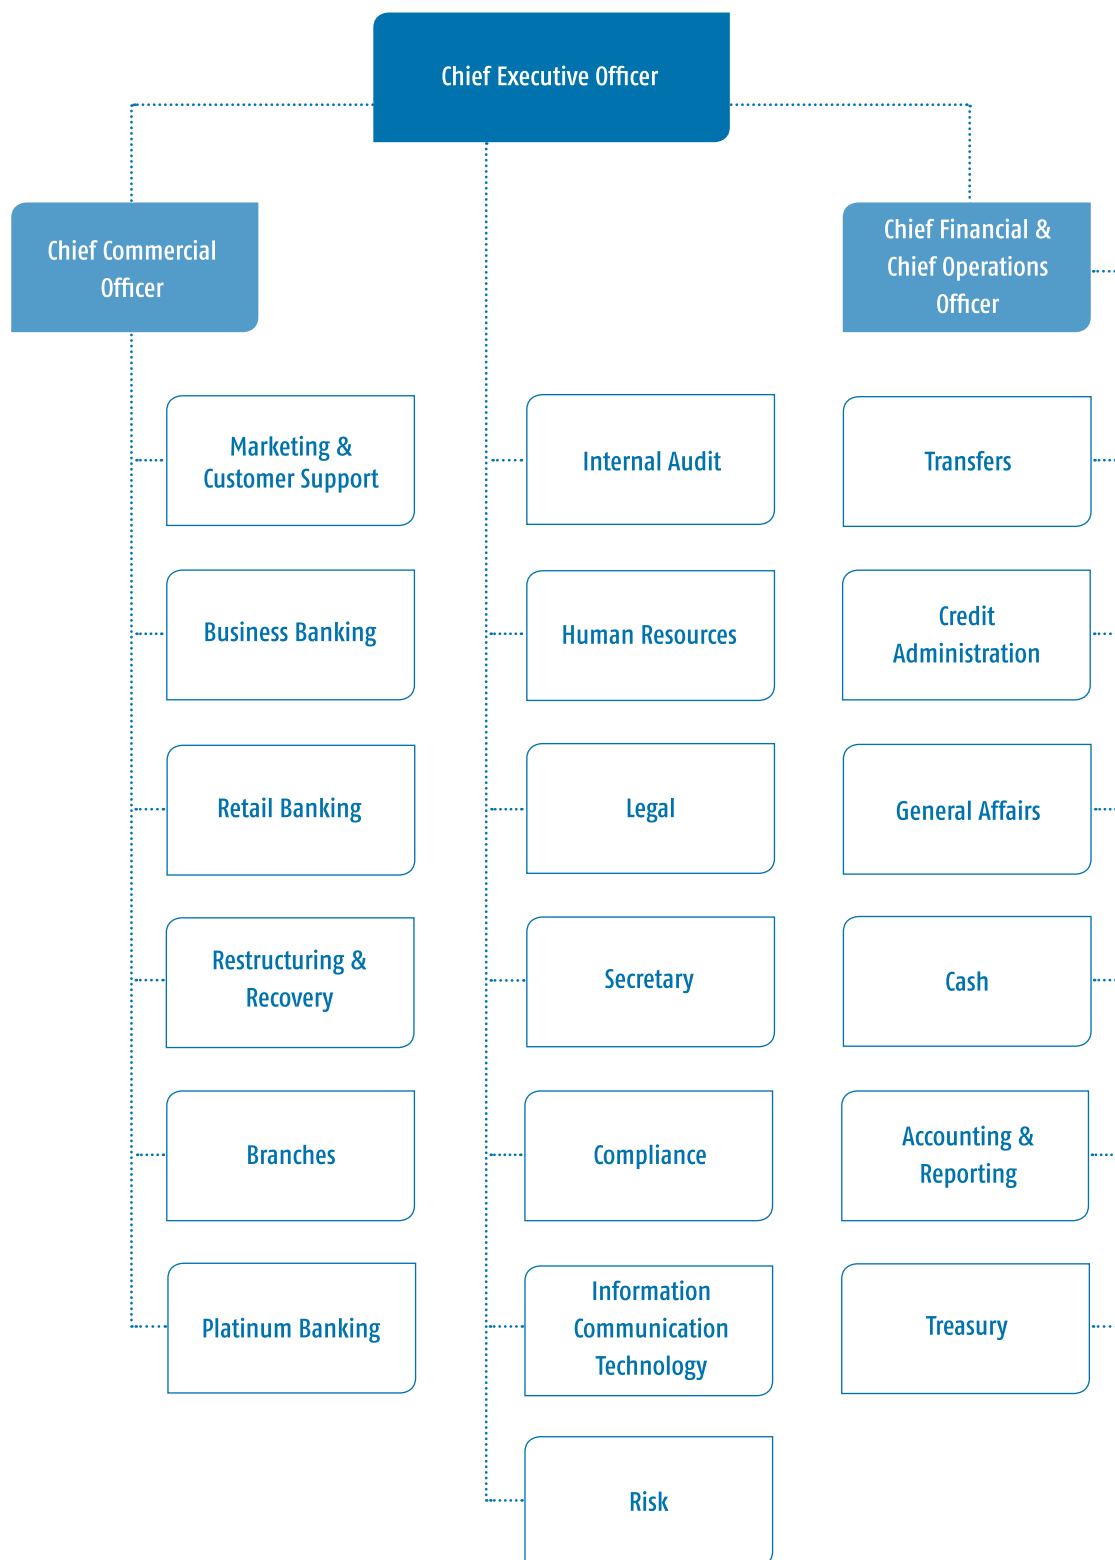 Chief Executive Officer
Chief Commercial
Officer
Chief Financial &
Chief Operations
Officer
Marketing &
Customer Support
Internal Audit
Transfers
Business Banking
Human Resources
Credit
Administration
Retail Banking
Legal
General Affairs
Restructuring &
Recovery
Secretary
Cash
Branches
Compliance
Accounting &
Reporting
Platinum Banking
Information
Communication
Technology
Treasury
Risk